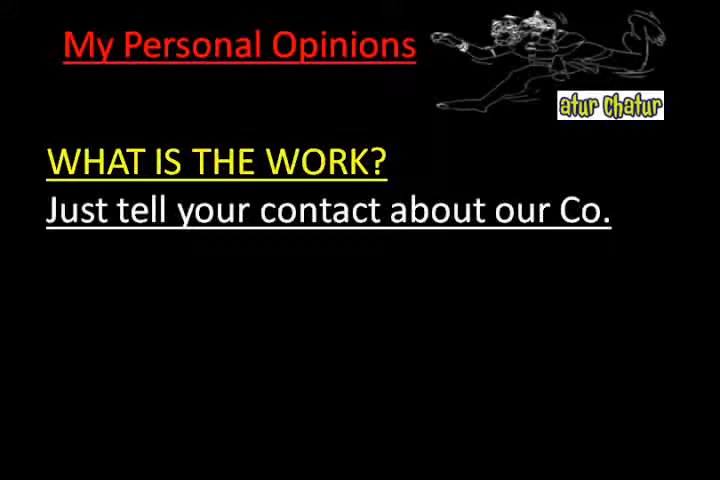 My Personal Opinions
atur chatur
WHAT IS THE WORK?
Just tell your contact about our Co.